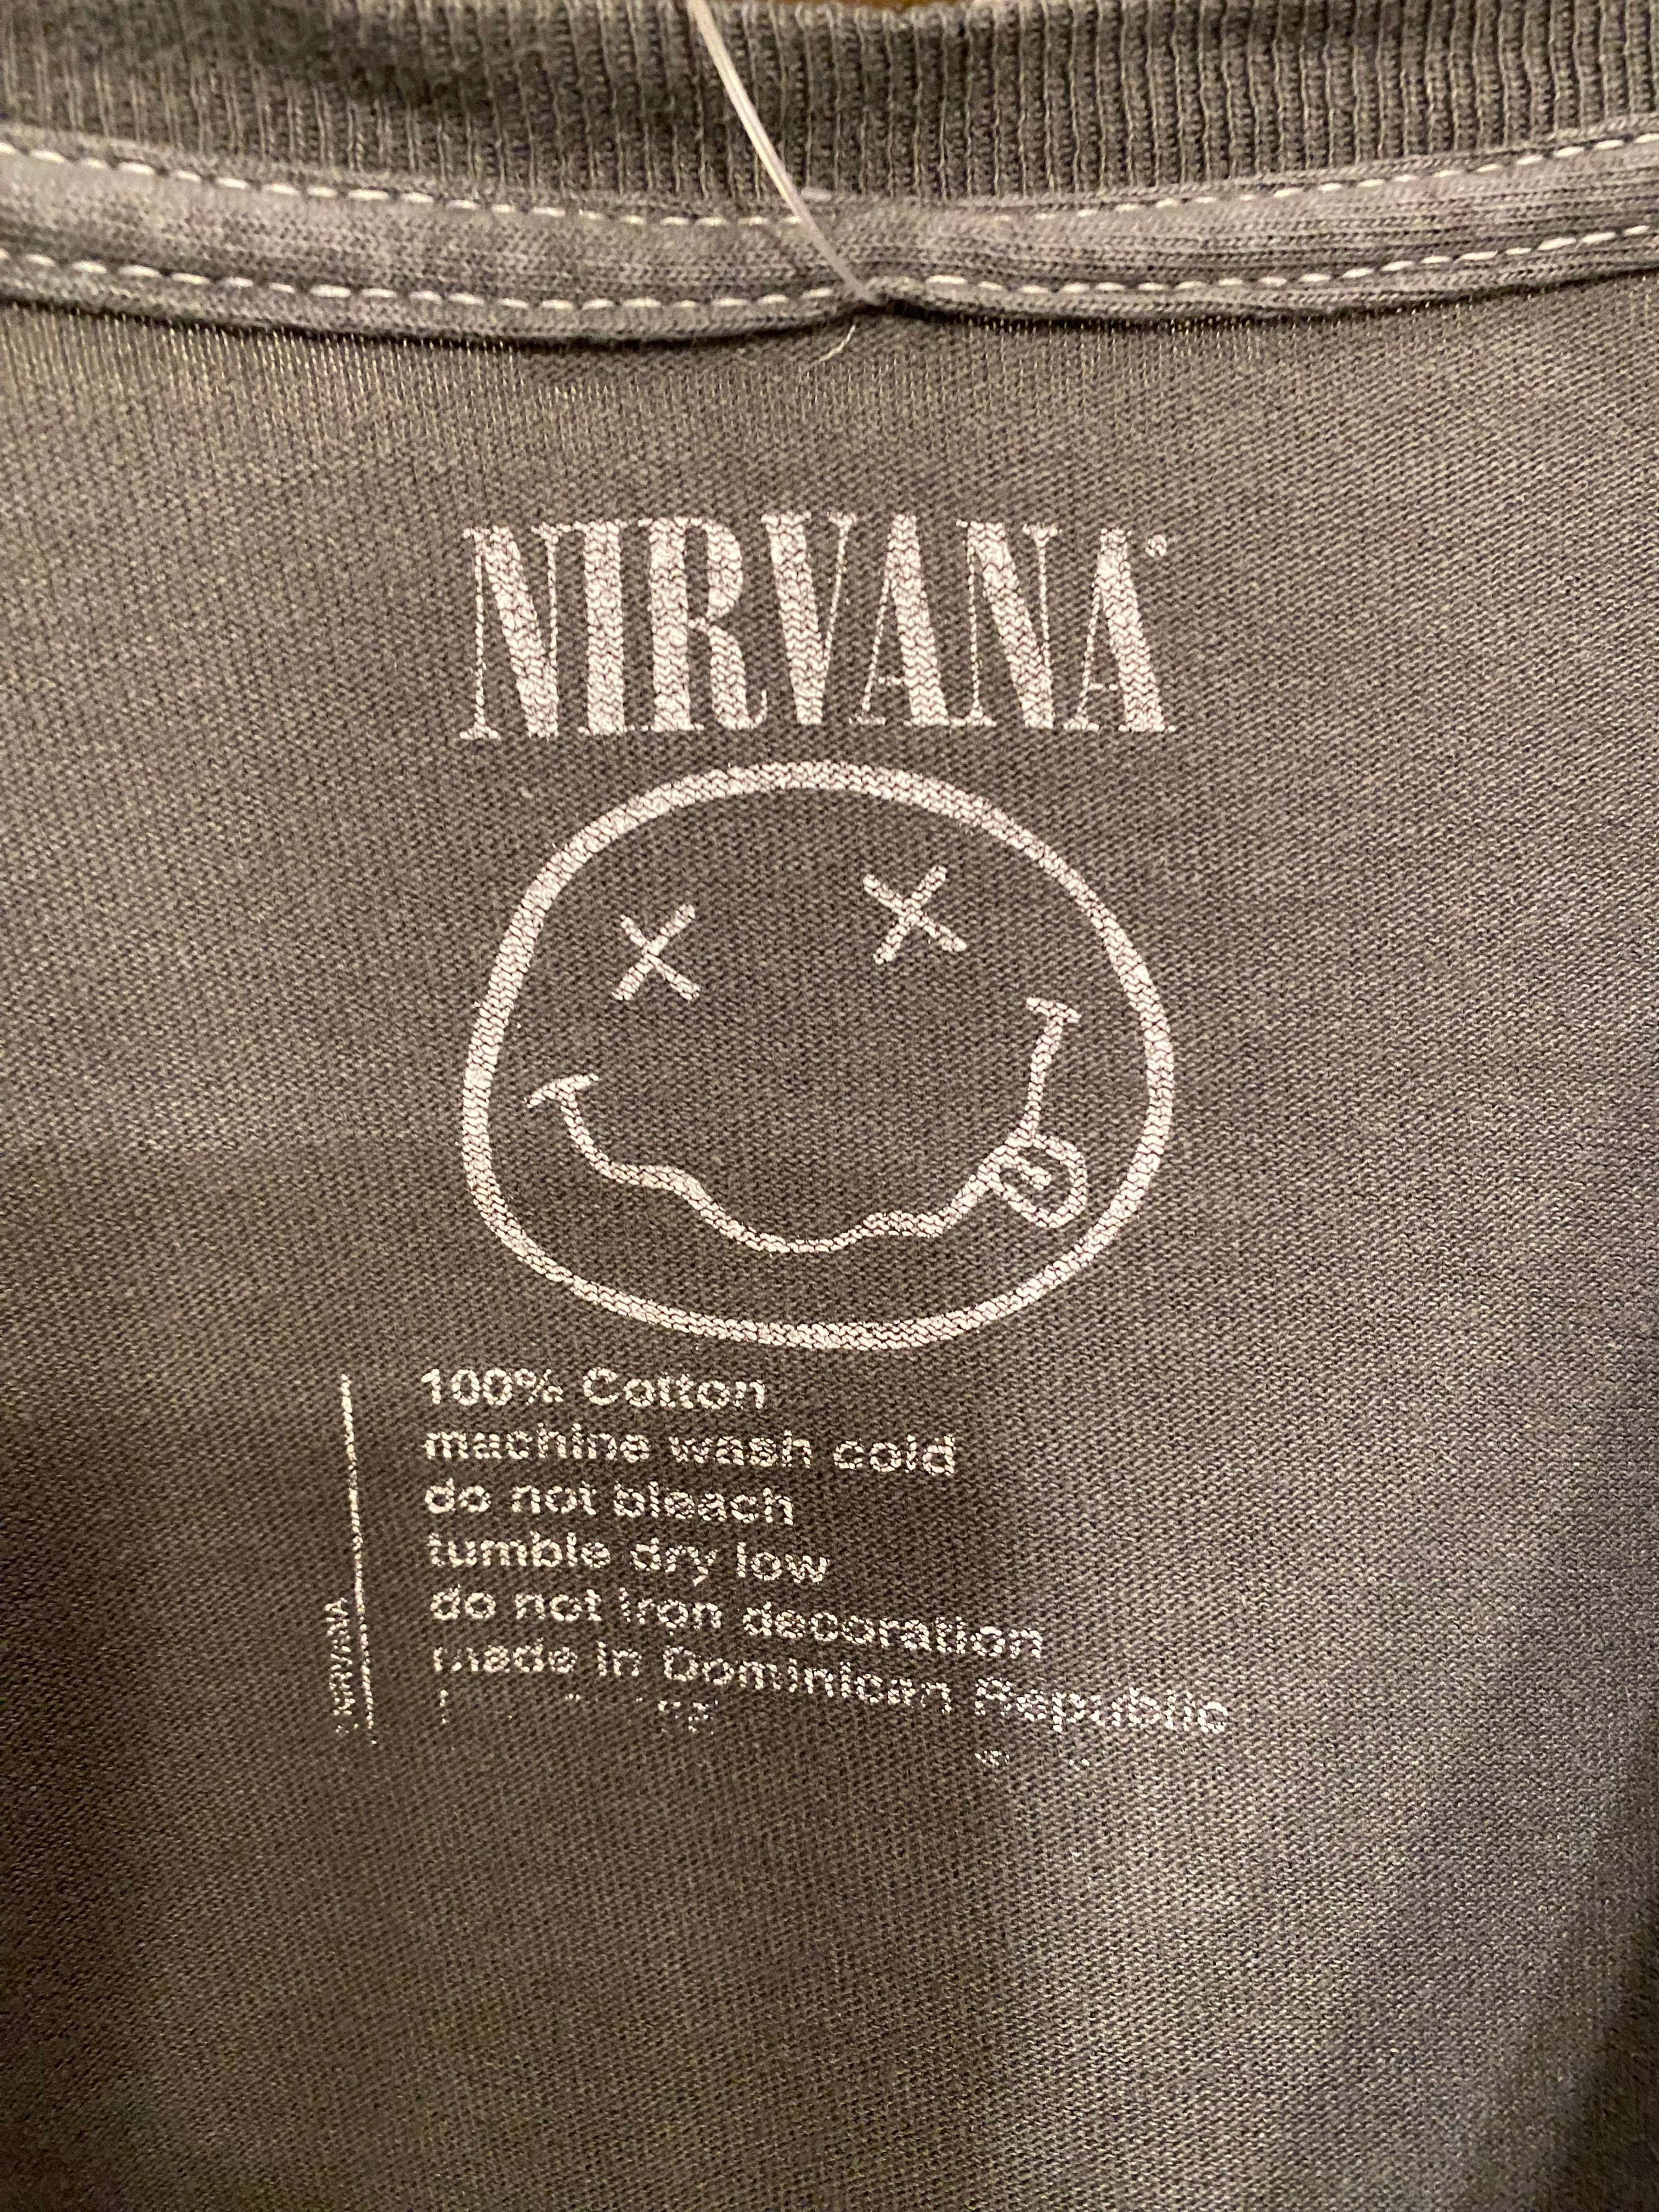 NIRVANA
100% Cotton
machine wash cold
do not bleach
tumble dry low
do not iron decoration
made in Dominican Republic
NIRVANA